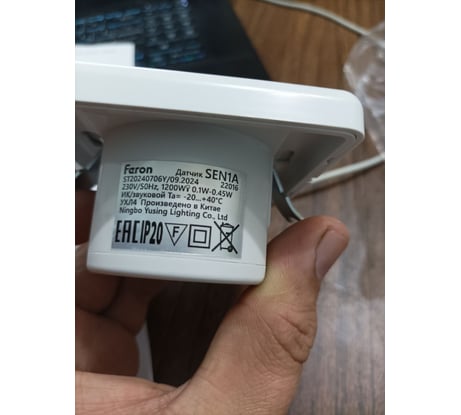 Feron Датчик SEN1A
ST20240706Y/09.2024 22016
230V/50Hz, 1200W 0.1W-0.45W
ИК/звуковой Ta= -20...+40°C
УХЛ4 Произведено в Китае
Ningbo Yusing Lighting Co., Ltd
EAC IP20 F